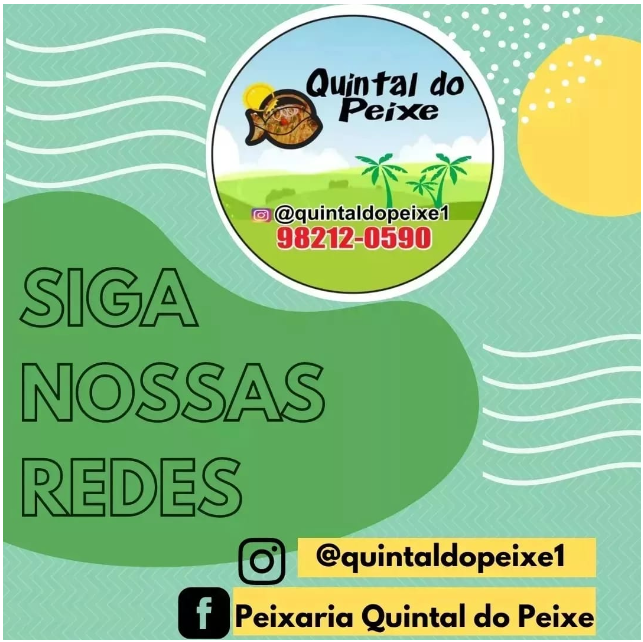 Quintal do
Peixe
@quintaldopeixe1
98212-0590
SIGA
NOSSAS
REDES
@quintaldopeixe1
Peixaria Quintal do Peixe